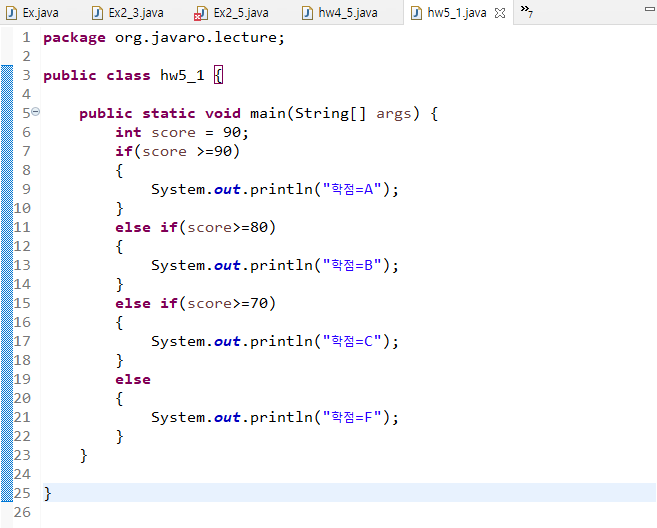 Ex.java Ex2_3.java Ex2_5.java hw4_5.java hw5_1.java »7
1 package org.javaro.lecture;
2
3 public class hw5_1 {
4
5 public static void main(String[] args) {
6 int score = 90;
7 if(score >=90)
8 {
9 System.out.println("학점=A");
10 }
11 else if(score>=80)
12 {
13 System.out.println("학점=B");
14 }
15 else if(score>=70)
16 {
17 System.out.println("학점=C");
18 }
19 else
20 {
21 System.out.println("학점=F");
22 }
23 }
24
25 }
26